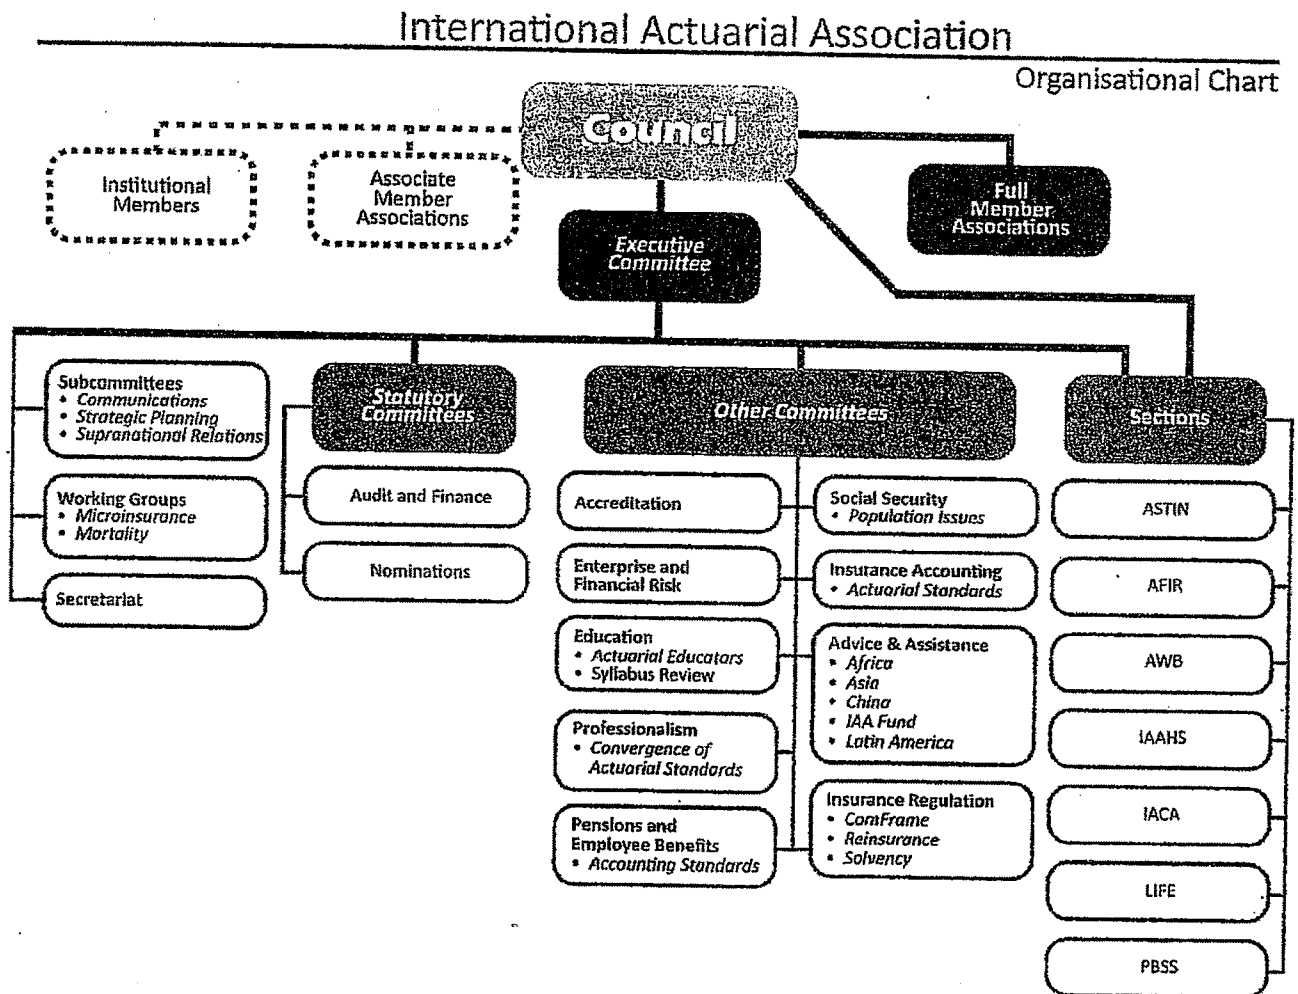 International Actuarial Association
Organisational Chart
Council
Institutional
Members
Associate
Member
Associations
Full
Member
Associations
Executive
Committee
Subcommittees
• Communications
• Strategic Planning
• Supranational Relations
Working Groups
• Microinsurance
• Mortality
Secretariat
Statutory
Committees
Audit and Finance
Nominations
Other Committees
Accreditation
Enterprise and
Financial Risk
Education
• Actuarial Educators
• Syllabus Review
Professionalism
• Convergence of
Actuarial Standards
Pensions and
Employee Benefits
• Accounting Standards
Social Security
• Population Issues
Insurance Accounting
• Actuarial Standards
Advice & Assistance
• Africa
• Asia
• China
• IAA Fund
• Latin America
Insurance Regulation
• ComFrame
• Reinsurance
• Solvency
Sections
ASTIN
AFIR
AWB
IAAHS
IACA
LIFE
PBSS